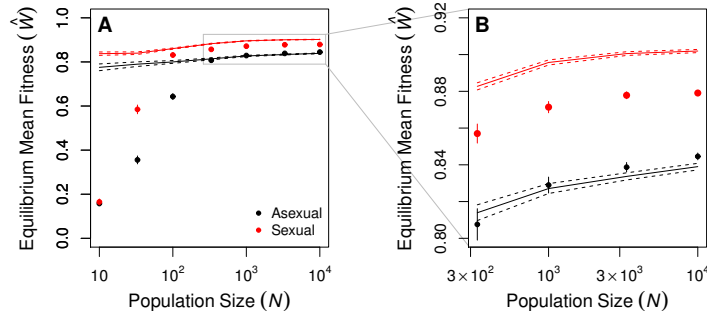 A
Equilibrium Mean Fitness (Ŵ)
1.0
0.8
0.6
0.4
0.2
0.0
Asexual
Sexual
10
10²
10³
10⁴
Population Size (N)
B
Equilibrium Mean Fitness (Ŵ)
0.92
0.88
0.84
0.80
3 × 10²
10³
3 × 10³
10⁴
Population Size (N)